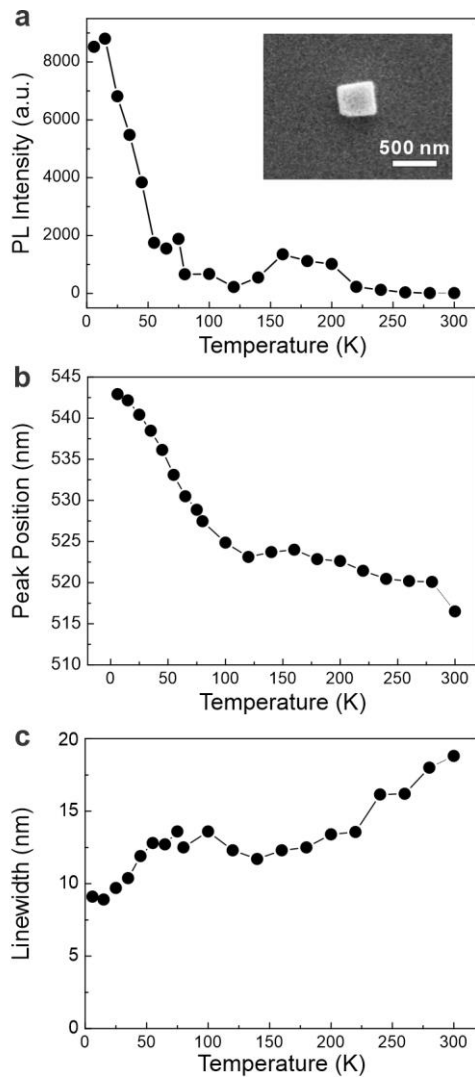 a
8000
6000
4000
2000
0
PL Intensity (a.u.)
500 nm
0 50 100 150 200 250 300
Temperature (K)
b
545
540
535
530
525
520
515
510
Peak Position (nm)
0 50 100 150 200 250 300
Temperature (K)
c
20
15
10
5
0
Linewidth (nm)
0 50 100 150 200 250 300
Temperature (K)